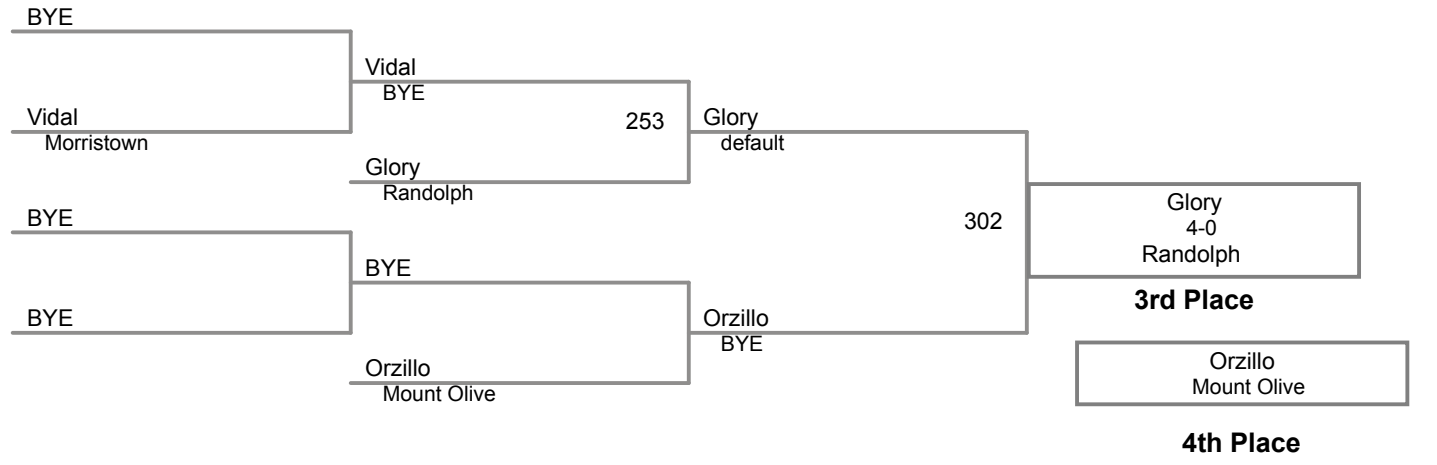 BYE
Vidal
BYE
Vidal
Morristown
253
Glory
default
Glory
Randolph
BYE
302
Glory
4-0
Randolph
BYE
3rd Place
BYE
Orzillo
BYE
Orzillo
Mount Olive
Orzillo
Mount Olive
4th Place